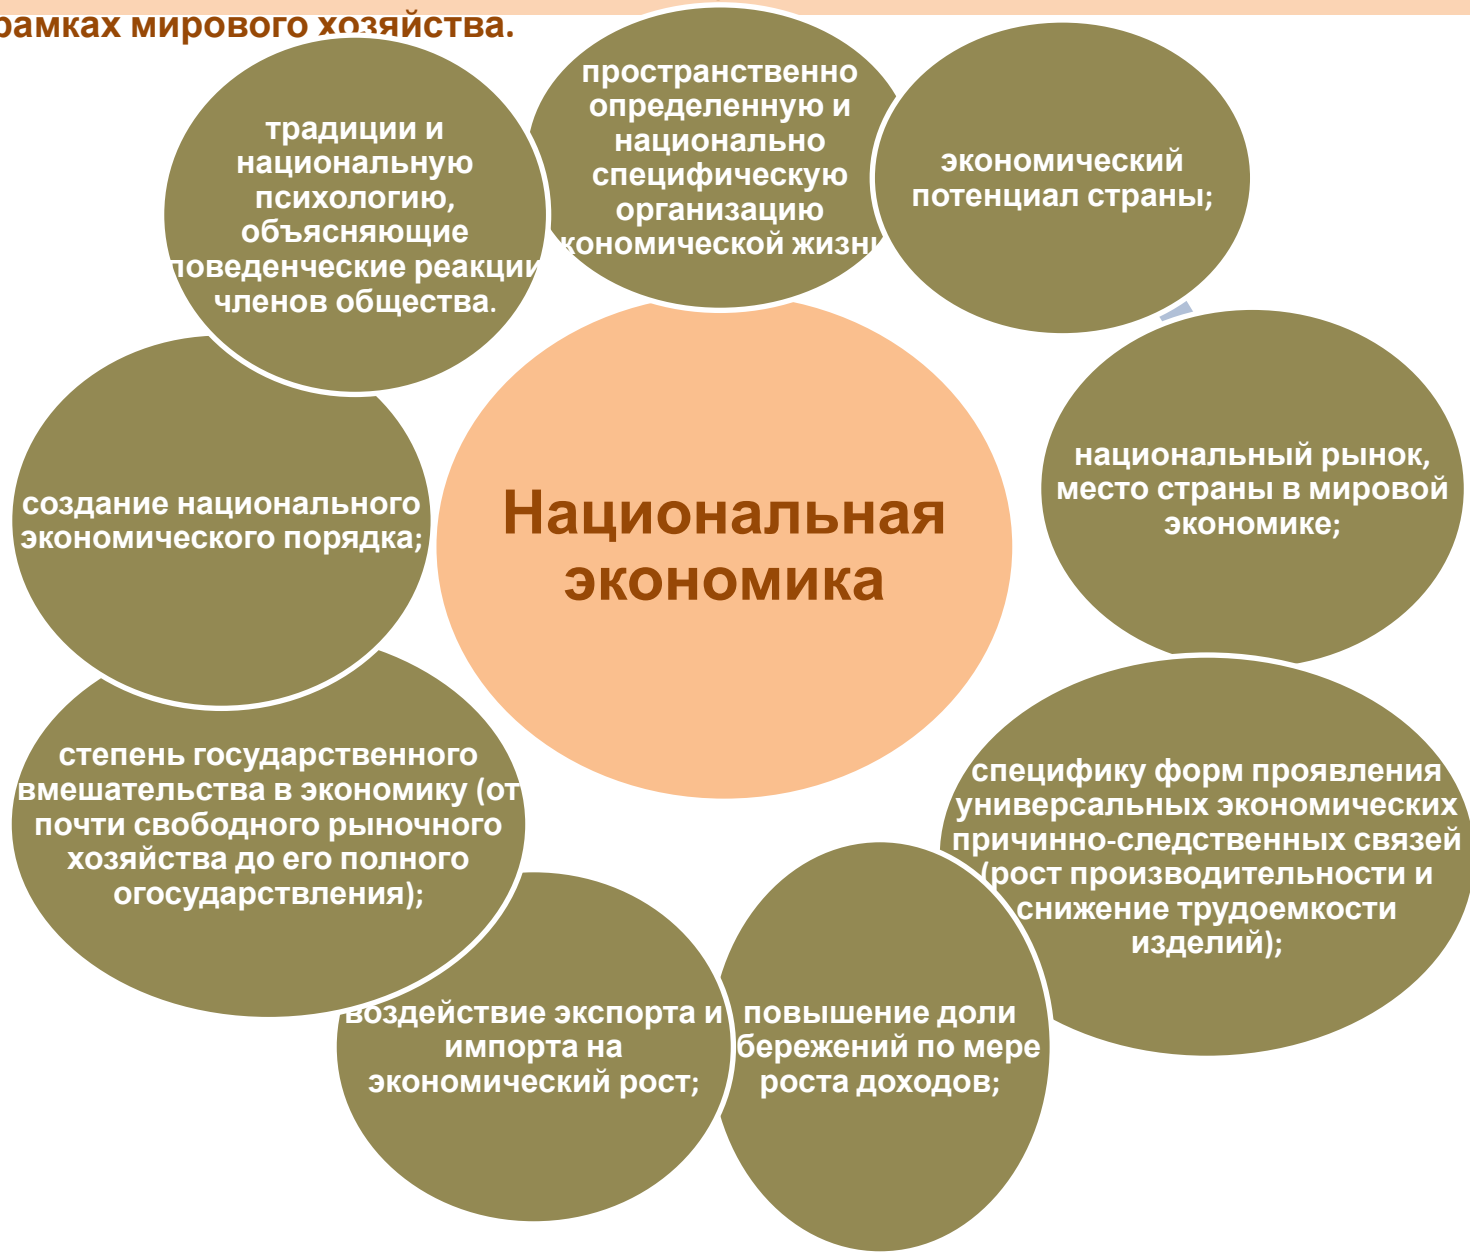 рамках мирового хозяйства.
пространственно
определенную и
национально
специфическую
организацию
кономической жизни
экономический
потенциал страны;
национальный рынок,
место страны в мировой
экономике;
специфику форм проявления
универсальных экономических
причинно-следственных связей
(рост производительности и
снижение трудоемкости
изделий);
повышение доли
бережений по мере
роста доходов;
воздействие экспорта и
импорта на
экономический рост;
степень государственного
вмешательства в экономику (от
почти свободного рыночного
хозяйства до его полного
огосударствления);
создание национального
экономического порядка;
традиции и
национальную
психологию,
объясняющие
поведенческие реакции
членов общества.
Национальная
экономика